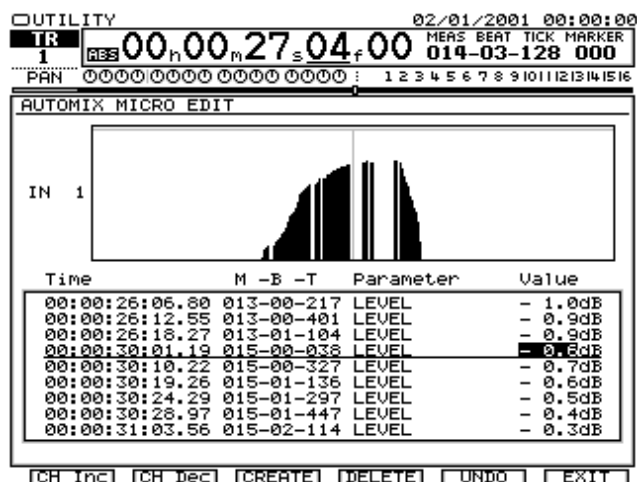 UTILITY 02/01/2001 00:00:00
TR 1 ABS 00h00m27s04f00 MEAS BEAT TICK MARKER
014-03-128 000
PAN 1 2 3 4 5 6 7 8 9 10 11 12 13 14 15 16
AUTOMIX MICRO EDIT
IN 1
Time M -B -T Parameter Value
00:00:26:06.80 013-00-217 LEVEL - 1.0dB
00:00:26:12.55 013-00-401 LEVEL - 0.9dB
00:00:26:18.27 013-01-104 LEVEL - 0.9dB
00:00:30:01.19 015-00-038 LEVEL - 0.8dB
00:00:30:10.22 015-00-327 LEVEL - 0.7dB
00:00:30:19.26 015-01-136 LEVEL - 0.6dB
00:00:30:24.29 015-01-297 LEVEL - 0.5dB
00:00:30:28.97 015-01-447 LEVEL - 0.4dB
00:00:31:03.56 015-02-114 LEVEL - 0.3dB
CH Inc CH Dec CREATE DELETE UNDO EXIT